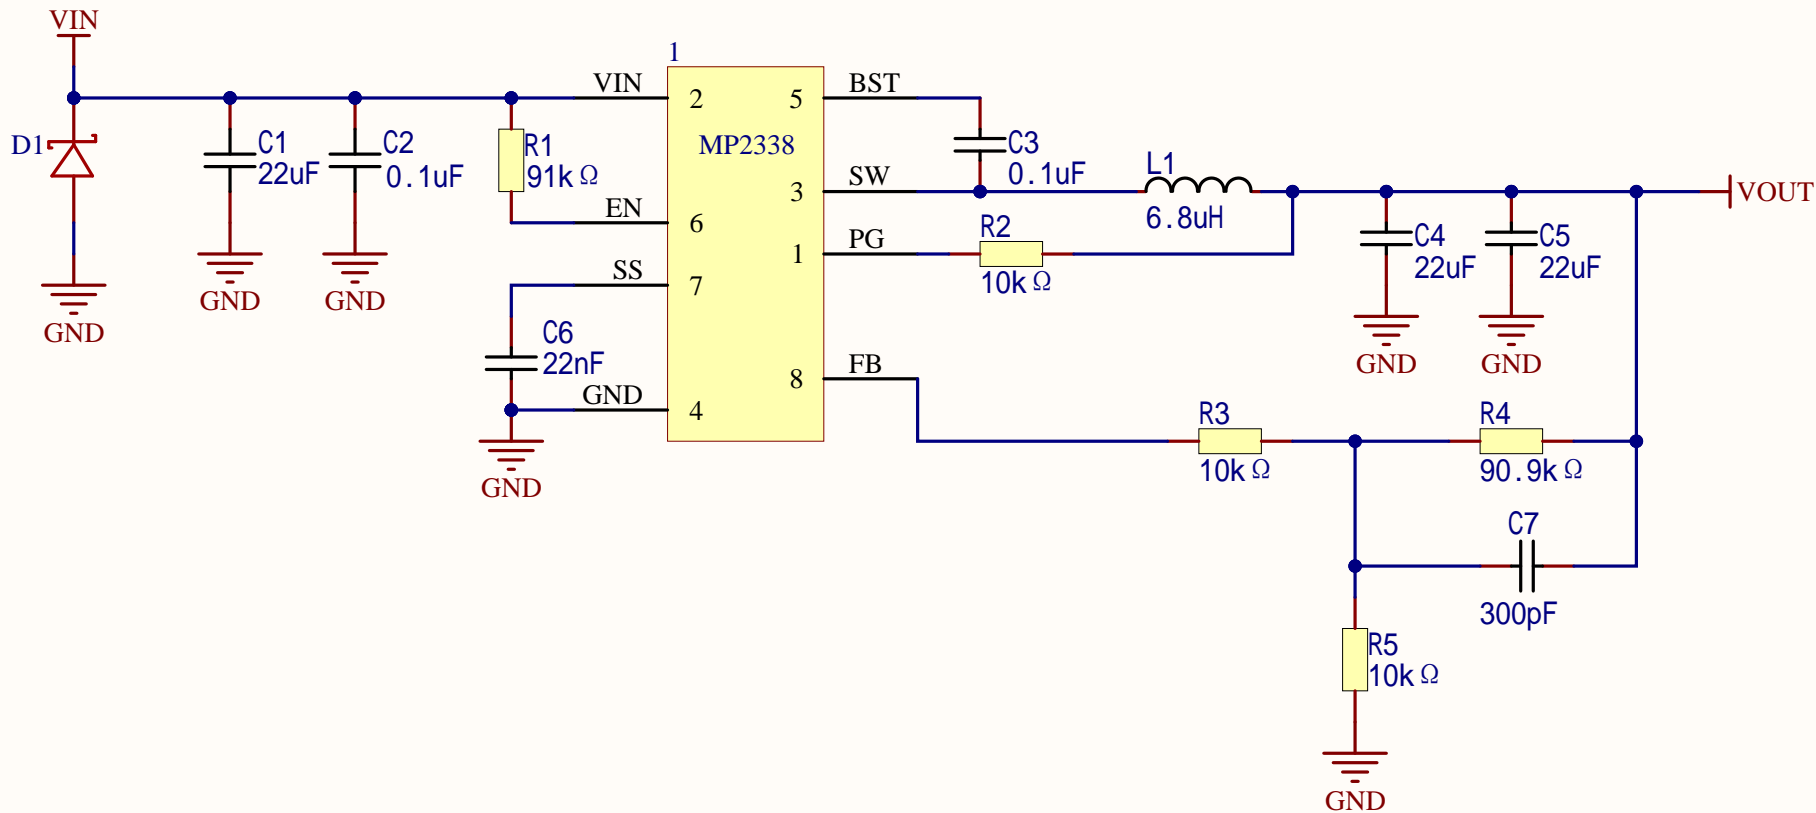 VIN
1
VIN
2
5
BST
D1
C1
22uF
C2
0.1uF
R1
91kΩ
MP2338
C3
0.1uF
L1
6.8uH
SW
3
VOUT
EN
6
PG
1
R2
10kΩ
C4
22uF
C5
22uF
GND
GND
GND
SS
7
C6
22nF
GND
4
8
FB
GND
GND
GND
R3
10kΩ
R4
90.9kΩ
C7
300pF
R5
10kΩ
GND